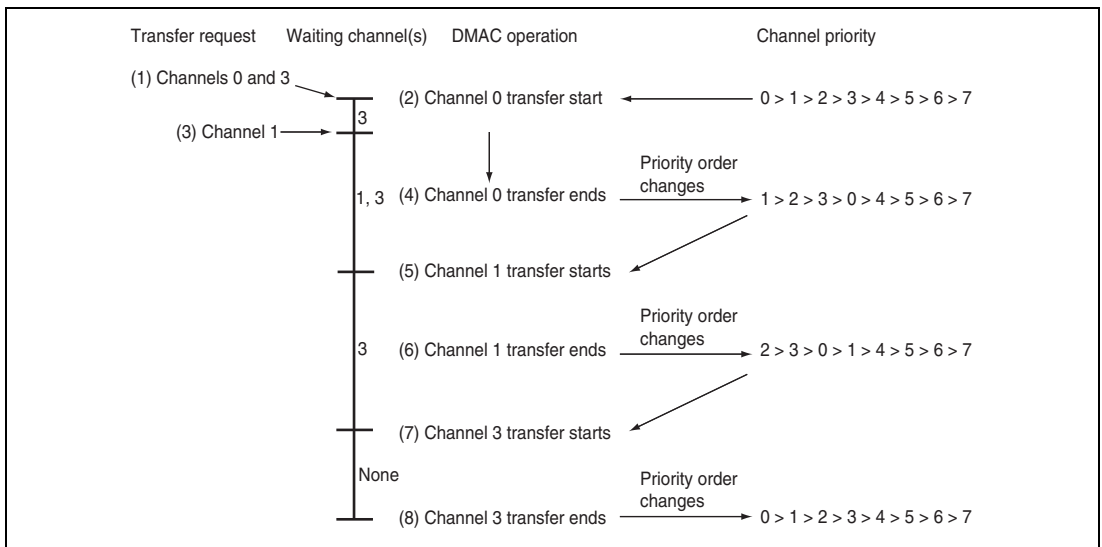 Transfer request Waiting channel(s) DMAC operation Channel priority
(1) Channels 0 and 3
(2) Channel 0 transfer start 0 > 1 > 2 > 3 > 4 > 5 > 6 > 7
3
(3) Channel 1
Priority order
changes
1, 3 (4) Channel 0 transfer ends 1 > 2 > 3 > 0 > 4 > 5 > 6 > 7
(5) Channel 1 transfer starts
Priority order
changes
3 (6) Channel 1 transfer ends 2 > 3 > 0 > 1 > 4 > 5 > 6 > 7
(7) Channel 3 transfer starts
None
Priority order
changes
(8) Channel 3 transfer ends 0 > 1 > 2 > 3 > 4 > 5 > 6 > 7